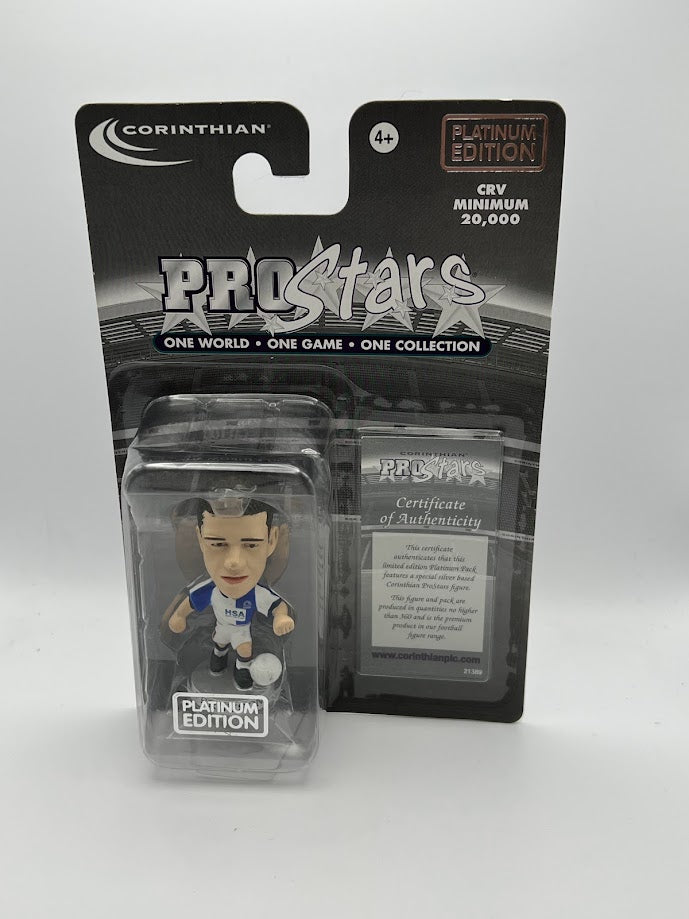 CORINTHIAN®
4+
PLATINUM
EDITION
CRV
MINIMUM
20,000
PROStars
ONE WORLD • ONE GAME • ONE COLLECTION
CORINTHIAN
PROStars
Certificate
of Authenticity
This certificate
authenticates that this
limited edition Platinum Pack
features a special silver based
Corinthian ProStars figure.
This figure and pack are
produced in quantities no higher
than 360 and is the premium
product in our football
figure range.
www.corinthianplc.com
21389
HSA
PLATINUM
EDITION